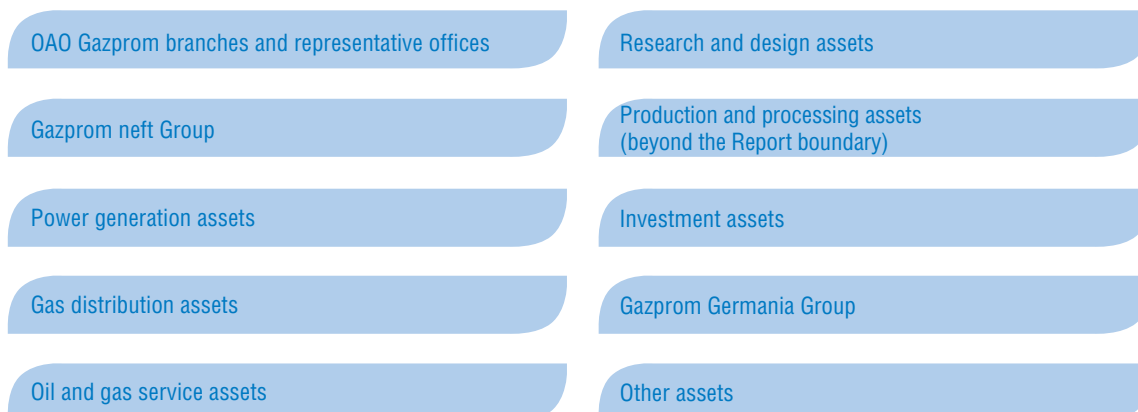 OAO Gazprom branches and representative offices
Gazprom neft Group
Power generation assets
Gas distribution assets
Oil and gas service assets
Research and design assets
Production and processing assets
(beyond the Report boundary)
Investment assets
Gazprom Germania Group
Other assets